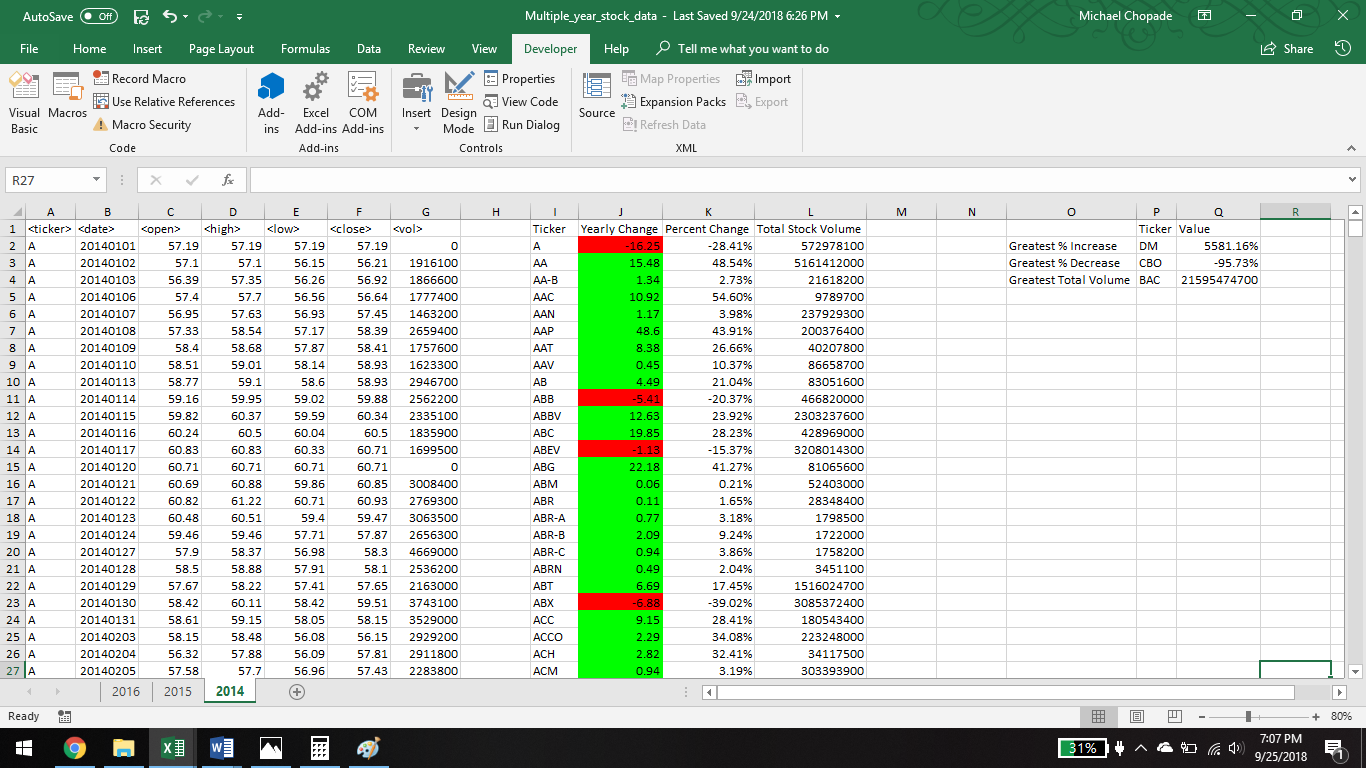 AutoSave Off Multiple_year_stock_data - Last Saved 9/24/2018 6:26 PM Michael Chopade
File Home Insert Page Layout Formulas Data Review View Developer Help Tell me what you want to do Share
Visual Basic Macros Record Macro Use Relative References Macro Security
Add-ins Excel Add-ins COM Add-ins
Insert Design Mode Properties View Code Run Dialog
Source Map Properties Expansion Packs Refresh Data Import Export
Code Add-ins Controls XML
R27 fx
A B C D E F G H I J K L M N O P Q R
1 <ticker> <date> <open> <high> <low> <close> <vol> Ticker Yearly Change Percent Change Total Stock Volume Ticker Value
2 A 20140101 57.19 57.19 57.19 57.19 0 A -16.25 -28.41% 572978100 Greatest % Increase DM 5581.16%
3 A 20140102 57.1 57.1 56.15 56.21 1916100 AA 15.48 48.54% 5161412000 Greatest % Decrease CBO -95.73%
4 A 20140103 56.39 57.35 56.26 56.92 1866600 AA-B 1.34 2.73% 21618200 Greatest Total Volume BAC 21595474700
5 A 20140106 57.4 57.7 56.56 56.64 1777400 AAC 10.92 54.60% 9789700
6 A 20140107 56.95 57.63 56.93 57.45 1463200 AAN 1.17 3.98% 237929300
7 A 20140108 57.33 58.54 57.17 58.39 2659400 AAP 48.6 43.91% 200376400
8 A 20140109 58.4 58.68 57.87 58.41 1757600 AAT 8.38 26.66% 40207800
9 A 20140110 58.51 59.01 58.14 58.93 1623300 AAV 0.45 10.37% 86658700
10 A 20140113 58.77 59.1 58.6 58.93 2946700 AB 4.49 21.04% 83051600
11 A 20140114 59.16 59.95 59.02 59.88 2562200 ABB -5.41 -20.37% 466820000
12 A 20140115 59.82 60.37 59.59 60.34 2335100 ABBV 12.63 23.92% 2303237600
13 A 20140116 60.24 60.5 60.04 60.5 1835900 ABC 19.85 28.23% 428969000
14 A 20140117 60.83 60.83 60.33 60.71 1699500 ABEV -1.13 -15.37% 3208014300
15 A 20140120 60.71 60.71 60.71 60.71 0 ABG 22.18 41.27% 81065600
16 A 20140121 60.69 60.88 59.86 60.85 3008400 ABM 0.06 0.21% 52403000
17 A 20140122 60.82 61.22 60.71 60.93 2769300 ABR 0.11 1.65% 28348400
18 A 20140123 60.48 60.51 59.4 59.47 3063500 ABR-A 0.77 3.18% 1798500
19 A 20140124 59.46 59.46 57.71 57.87 2656300 ABR-B 2.09 9.24% 1722000
20 A 20140127 57.9 58.37 56.98 58.3 4669000 ABR-C 0.94 3.86% 1758200
21 A 20140128 58.5 58.88 57.91 58.1 2536200 ABRN 0.49 2.04% 3451100
22 A 20140129 57.67 58.22 57.41 57.65 2163000 ABT 6.69 17.45% 1516024700
23 A 20140130 58.42 60.11 58.42 59.51 3743100 ABX -6.88 -39.02% 3085372400
24 A 20140131 58.61 59.15 58.05 58.15 3529000 ACC 9.15 28.41% 180543400
25 A 20140203 58.15 58.48 56.08 56.15 2929200 ACCO 2.29 34.08% 223248000
26 A 20140204 56.32 57.88 56.09 57.81 2911800 ACH 2.82 32.41% 34117500
27 A 20140205 57.58 57.7 56.96 57.43 2283800 ACM 0.94 3.19% 303393900
2016 2015 2014
Ready 80%
31% 7:07 PM
9/25/2018 1